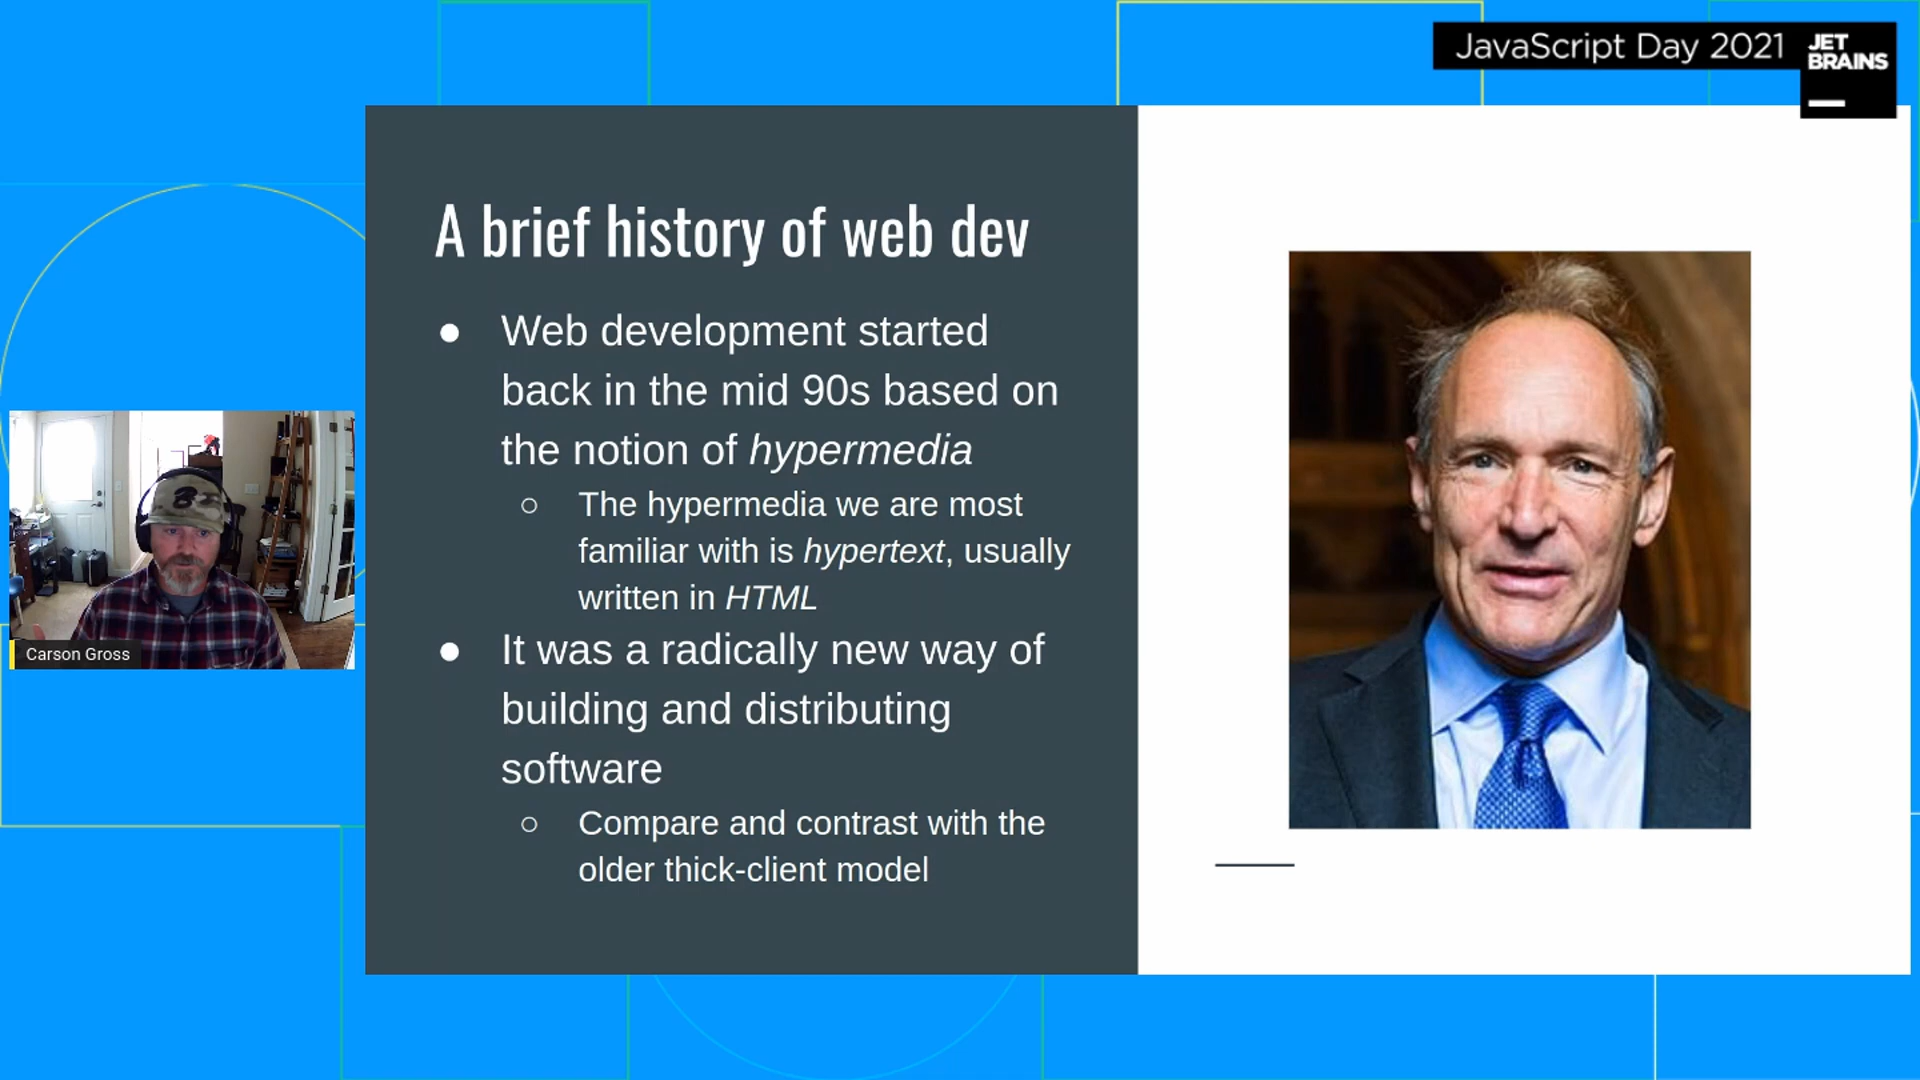 JavaScript Day 2021
JET
BRAINS
A brief history of web dev
● Web development started
back in the mid 90s based on
the notion of hypermedia
○ The hypermedia we are most
familiar with is hypertext, usually
written in HTML
● It was a radically new way of
building and distributing
software
○ Compare and contrast with the
older thick-client model
Carson Gross